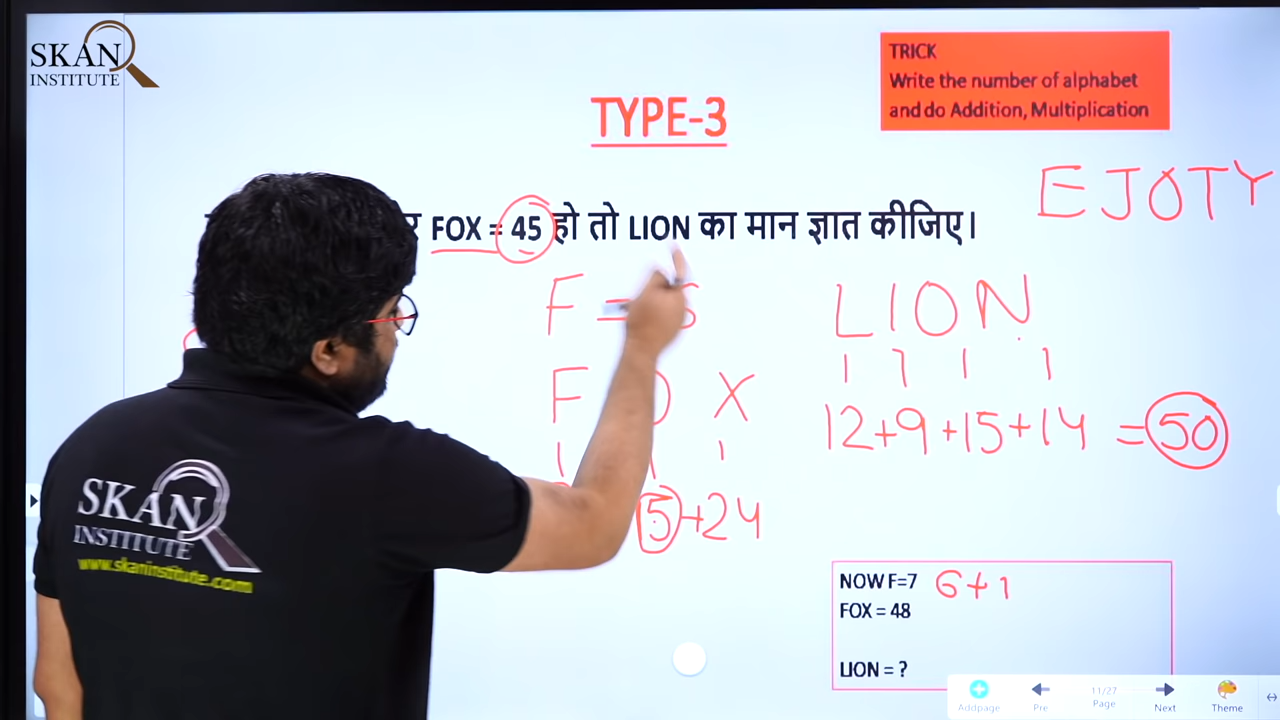 SKAN
INSTITUTE
TRICK
Write the number of alphabet
and do Addition, Multiplication
TYPE-3
EJOTY
FOX = 45 हो तो LION का मान ज्ञात कीजिए।
F =
LION
F O X
12+9+15+14 = 50
5+24
SKAN
INSTITUTE
www.skaninstitute.com
NOW F=7 6+1
FOX = 48
LION = ?
Addpage
Pre
11/27
Page
Next
Theme